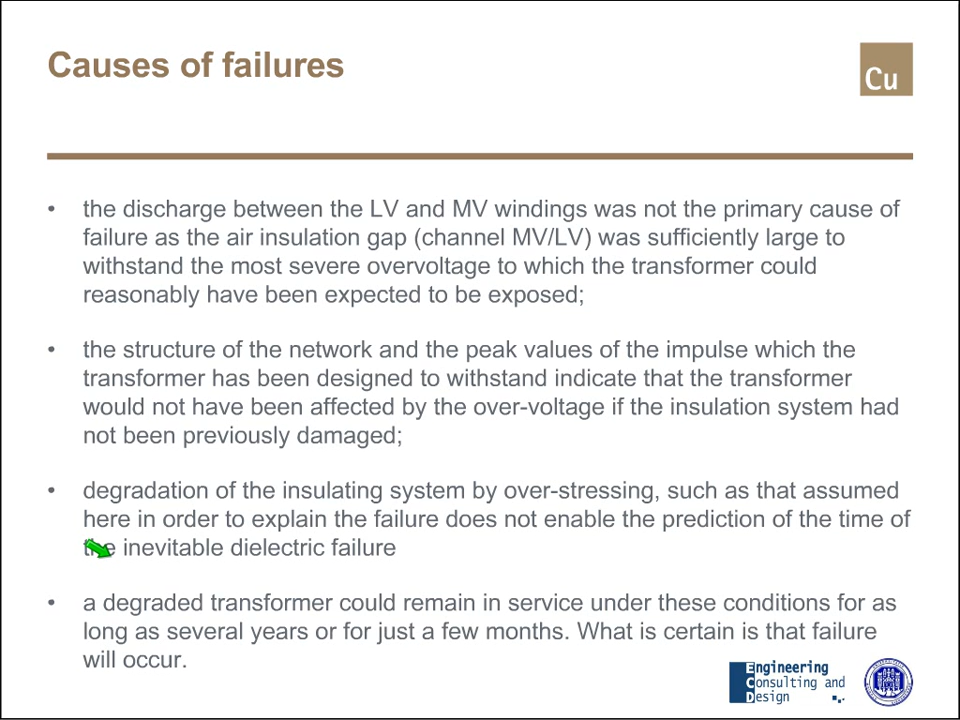 Causes of failures
Cu
• the discharge between the LV and MV windings was not the primary cause of
failure as the air insulation gap (channel MV/LV) was sufficiently large to
withstand the most severe overvoltage to which the transformer could
reasonably have been expected to be exposed;
• the structure of the network and the peak values of the impulse which the
transformer has been designed to withstand indicate that the transformer
would not have been affected by the over-voltage if the insulation system had
not been previously damaged;
• degradation of the insulating system by over-stressing, such as that assumed
here in order to explain the failure does not enable the prediction of the time of
the inevitable dielectric failure
• a degraded transformer could remain in service under these conditions for as
long as several years or for just a few months. What is certain is that failure
will occur.
Engineering
Consulting and
Design